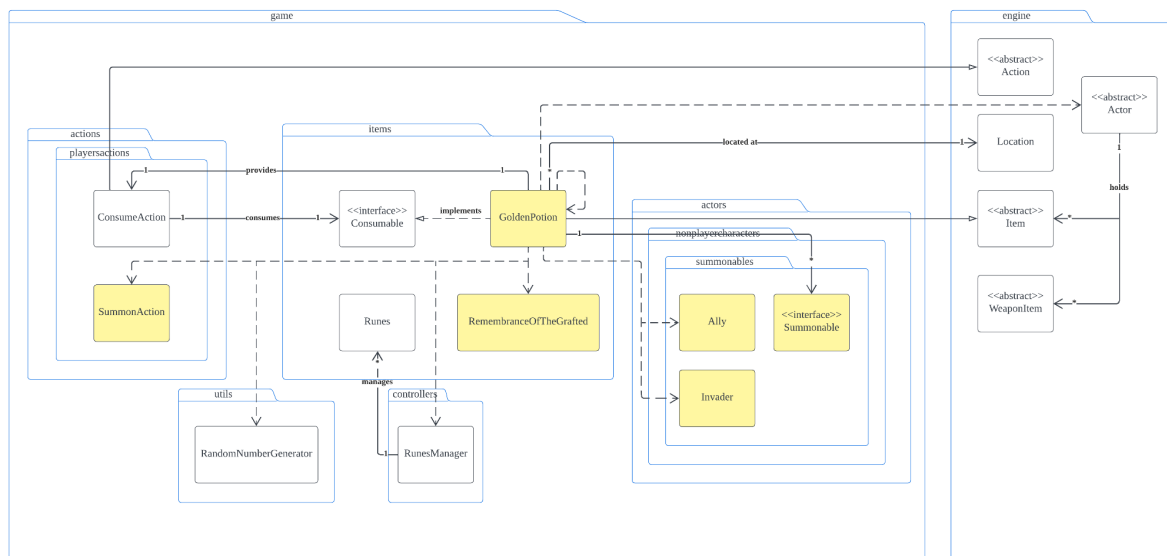 game
engine
<<abstract>>
Action
<<abstract>>
Actor
actions
items
playersactions
located at
1
Location
1
1
provides
1
*
holds
ConsumeAction
1
consumes
1
<<interface>>
Consumable
implements
GoldenPotion
actors
<<abstract>>
Item
*
1
nonplayercharacters
*
summonables
SummonAction
Runes
RemembranceOfTheGrafted
Ally
<<interface>>
Summonable
<<abstract>>
WeaponItem
*
*
manages
Invader
utils
controllers
RandomNumberGenerator
1
RunesManager